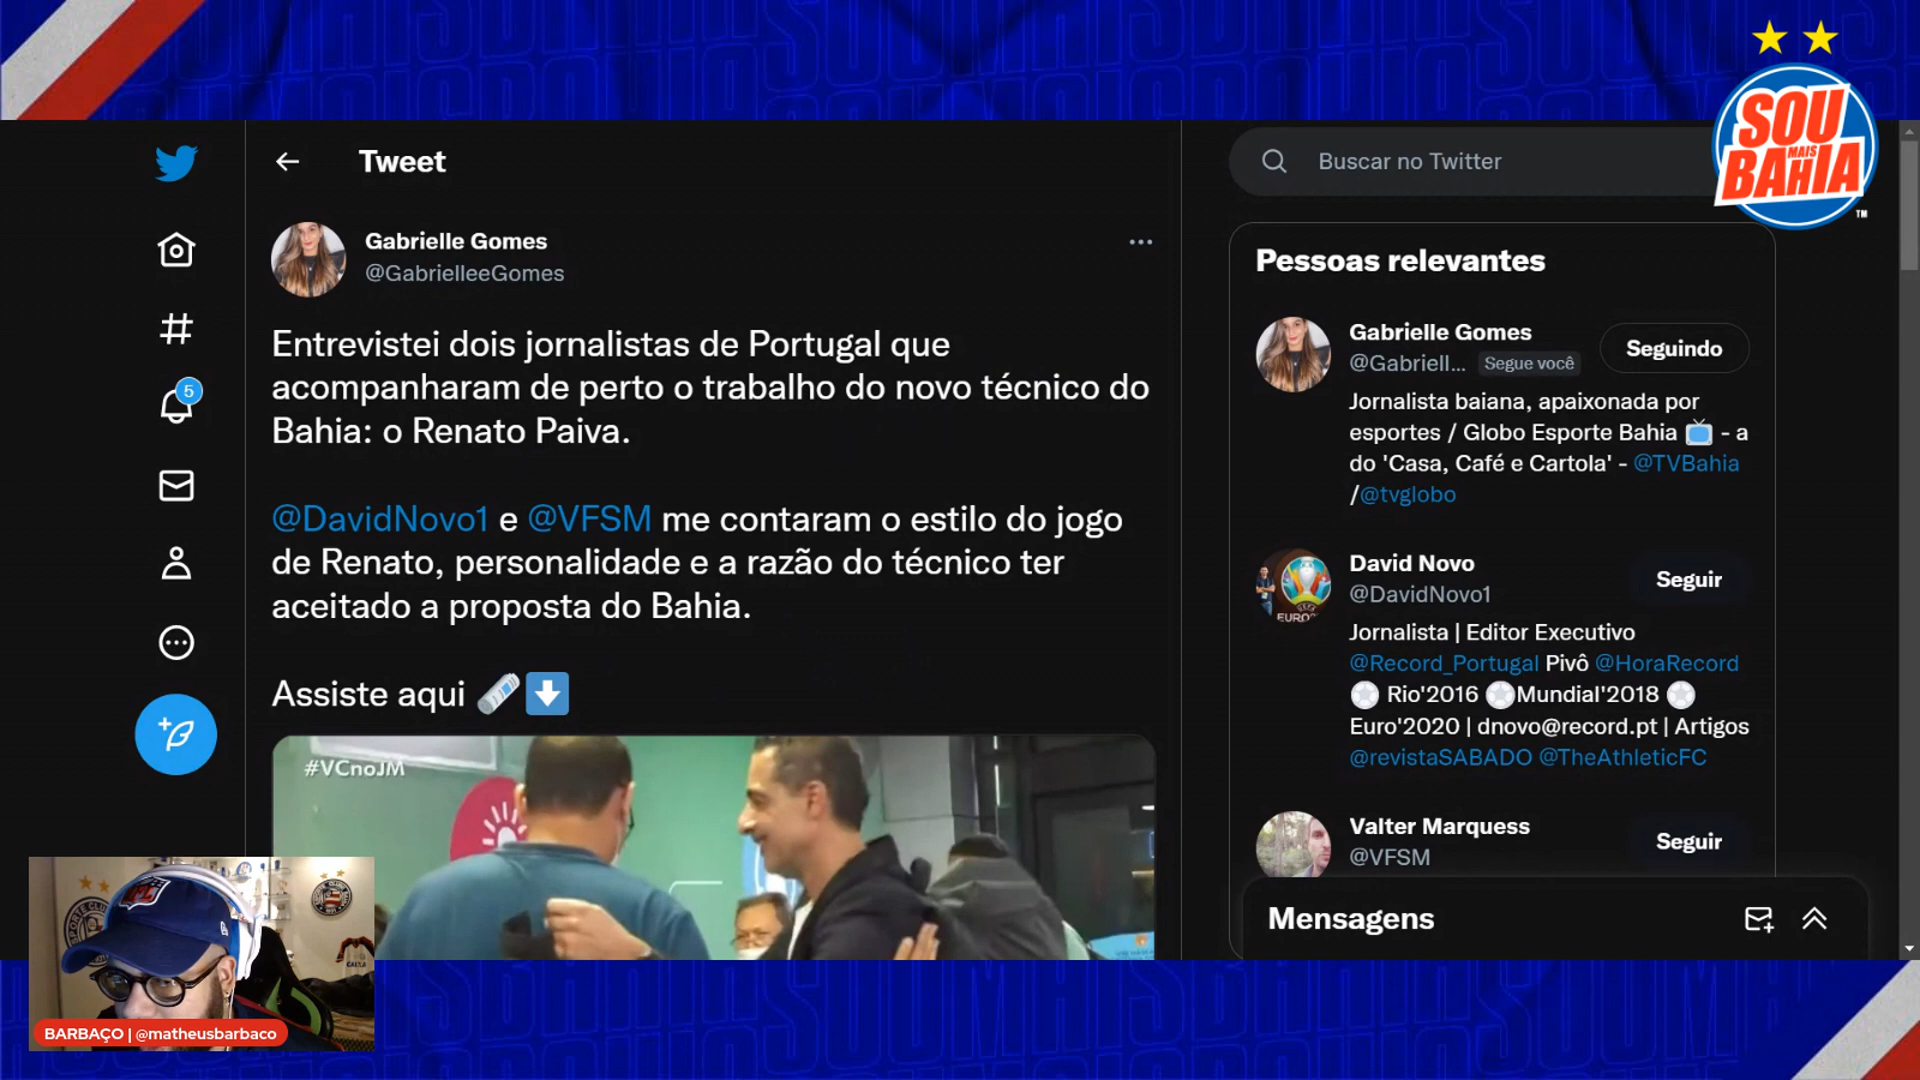 SOU
MAIS
BAHIA
TM
Tweet
Buscar no Twitter
Gabrielle Gomes
@GabrielleeGomes
Entrevistei dois jornalistas de Portugal que
acompanharam de perto o trabalho do novo técnico do
Bahia: o Renato Paiva.
@DavidNovo1 e @VFSM me contaram o estilo do jogo
de Renato, personalidade e a razão do técnico ter
aceitado a proposta do Bahia.
Assiste aqui
#VCnoJM
5
Pessoas relevantes
Gabrielle Gomes
@Gabriell... Segue você
Seguindo
Jornalista baiana, apaixonada por
esportes / Globo Esporte Bahia - a
do 'Casa, Café e Cartola' - @TVBahia
/@tvglobo
David Novo
@DavidNovo1
Seguir
Jornalista | Editor Executivo
@Record_Portugal Pivô @HoraRecord
Rio'2016 Mundial'2018
Euro'2020 | dnovo@record.pt | Artigos
@revistaSABADO @TheAthleticFC
Valter Marquess
@VFSM
Seguir
Mensagens
BARBAÇO | @matheusbarbaco